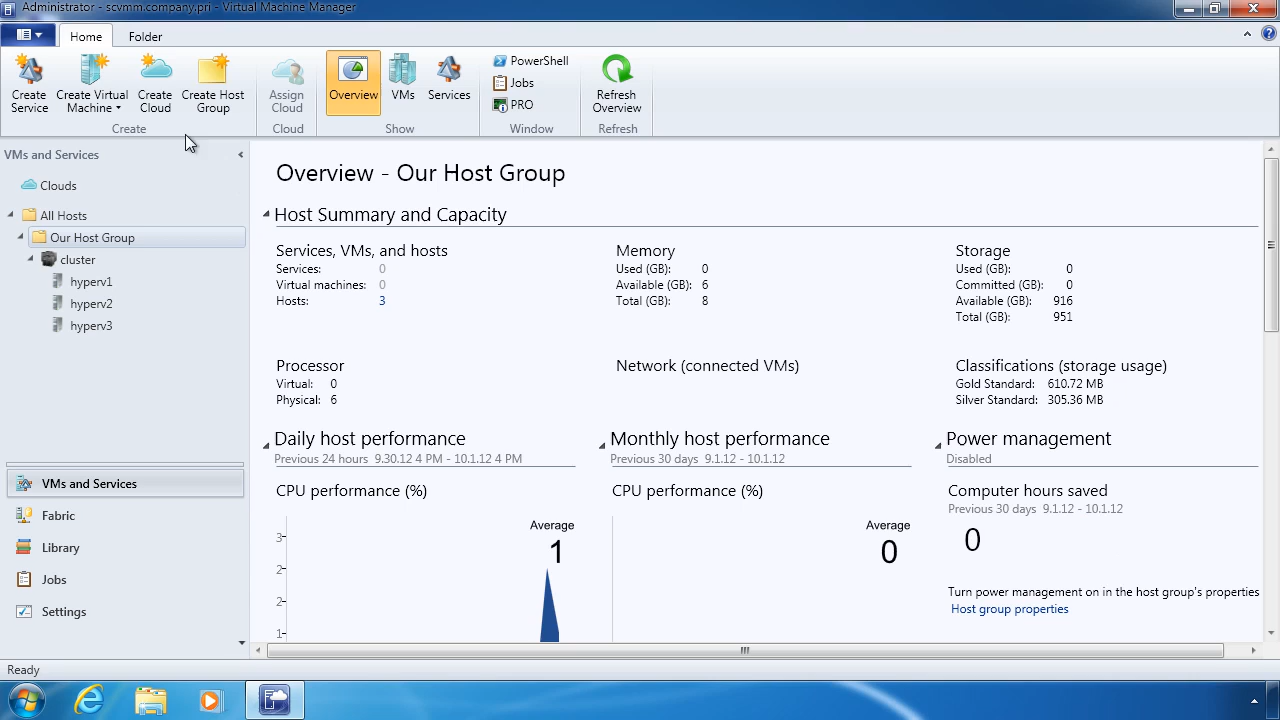 Administrator - scvmm.company.pri - Virtual Machine Manager
Home
Folder
Create Service
Create Virtual Machine
Create Cloud
Create Host Group
Assign Cloud
Overview
VMs
Services
PowerShell
Jobs
PRO
Refresh Overview
Create
Cloud
Show
Window
Refresh
VMs and Services
Clouds
All Hosts
Our Host Group
cluster
hyperv1
hyperv2
hyperv3
VMs and Services
Fabric
Library
Jobs
Settings
Overview - Our Host Group
Host Summary and Capacity
Services, VMs, and hosts
Services: 0
Virtual machines: 0
Hosts: 3
Memory
Used (GB): 0
Available (GB): 6
Total (GB): 8
Storage
Used (GB): 0
Committed (GB): 0
Available (GB): 916
Total (GB): 951
Processor
Virtual: 0
Physical: 6
Network (connected VMs)
Classifications (storage usage)
Gold Standard: 610.72 MB
Silver Standard: 305.36 MB
Daily host performance
Previous 24 hours 9.30.12 4 PM - 10.1.12 4 PM
CPU performance (%)
Average
1
3
2
2
1
Monthly host performance
Previous 30 days 9.1.12 - 10.1.12
CPU performance (%)
Average
0
Power management
Disabled
Computer hours saved
Previous 30 days 9.1.12 - 10.1.12
0
Turn power management on in the host group's properties
Host group properties
Ready